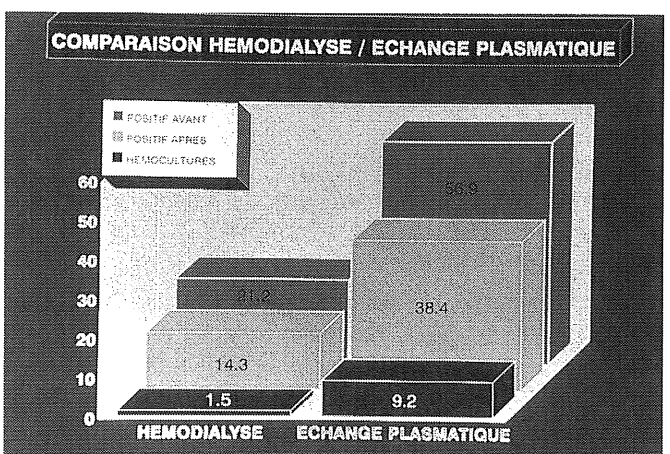 COMPARAISON HEMODIALYSE / ECHANGE PLASMATIQUE
POSITIF AVANT
POSITIF APRES
HEMOCULTURES
60
50
40
30
20
10
0
56.9
21.2
38.4
14.3
1.5
9.2
HEMODIALYSE ECHANGE PLASMATIQUE